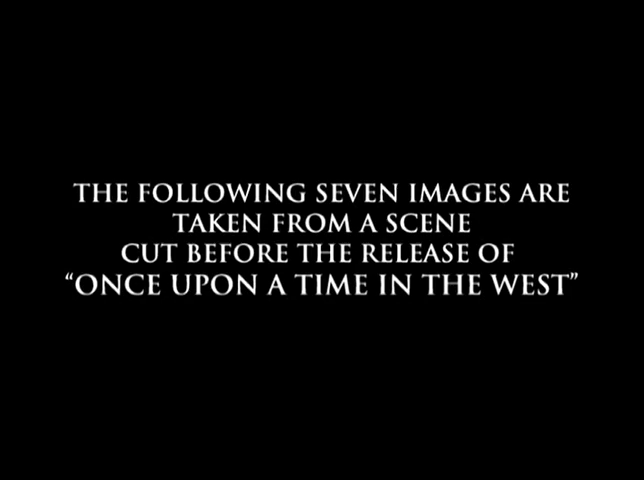 THE FOLLOWING SEVEN IMAGES ARE
TAKEN FROM A SCENE
CUT BEFORE THE RELEASE OF
“ONCE UPON A TIME IN THE WEST”